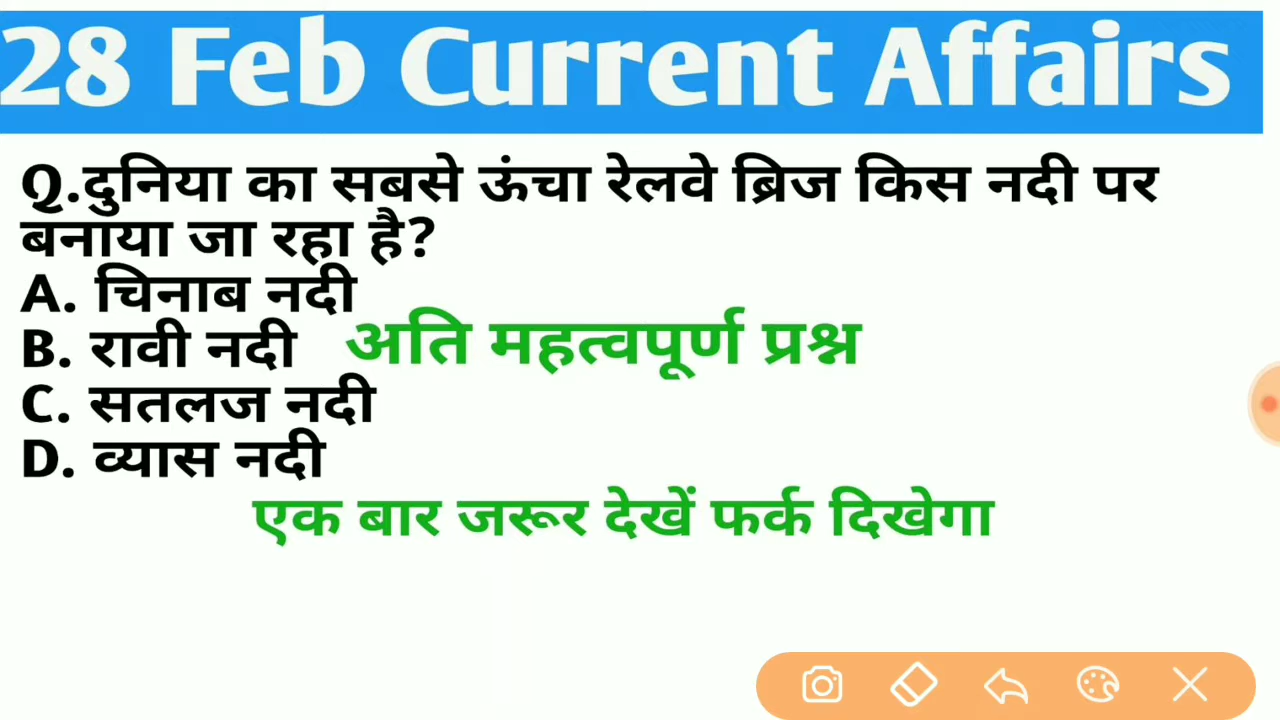 28 Feb Current Affairs
Q.दुनिया का सबसे ऊंचा रेलवे ब्रिज किस नदी पर
बनाया जा रहा है?
A. चिनाब नदी
B. रावी नदी
अति महत्वपूर्ण प्रश्न
C. सतलज नदी
D. व्यास नदी
एक बार जरूर देखें फर्क दिखेगा